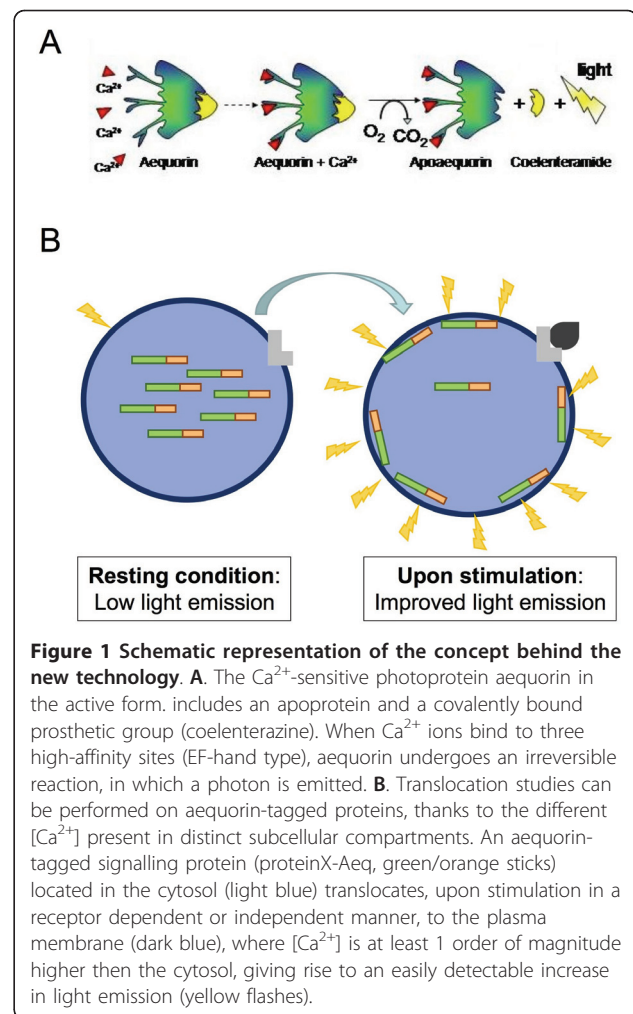 A
Ca²⁺
Ca²⁺
Ca²⁺
Aequorin
Aequorin + Ca²⁺
O₂ CO₂
Apoaequorin
+
+
light
Coelenteramide
B
Resting condition:
Low light emission
Upon stimulation:
Improved light emission
Figure 1 Schematic representation of the concept behind the
new technology. A. The Ca²⁺-sensitive photoprotein aequorin in
the active form. includes an apoprotein and a covalently bound
prosthetic group (coelenterazine). When Ca²⁺ ions bind to three
high-affinity sites (EF-hand type), aequorin undergoes an irreversible
reaction, in which a photon is emitted. B. Translocation studies can
be performed on aequorin-tagged proteins, thanks to the different
[Ca²⁺] present in distinct subcellular compartments. An aequorin-
tagged signalling protein (proteinX-Aeq, green/orange sticks)
located in the cytosol (light blue) translocates, upon stimulation in a
receptor dependent or independent manner, to the plasma
membrane (dark blue), where [Ca²⁺] is at least 1 order of magnitude
higher then the cytosol, giving rise to an easily detectable increase
in light emission (yellow flashes).